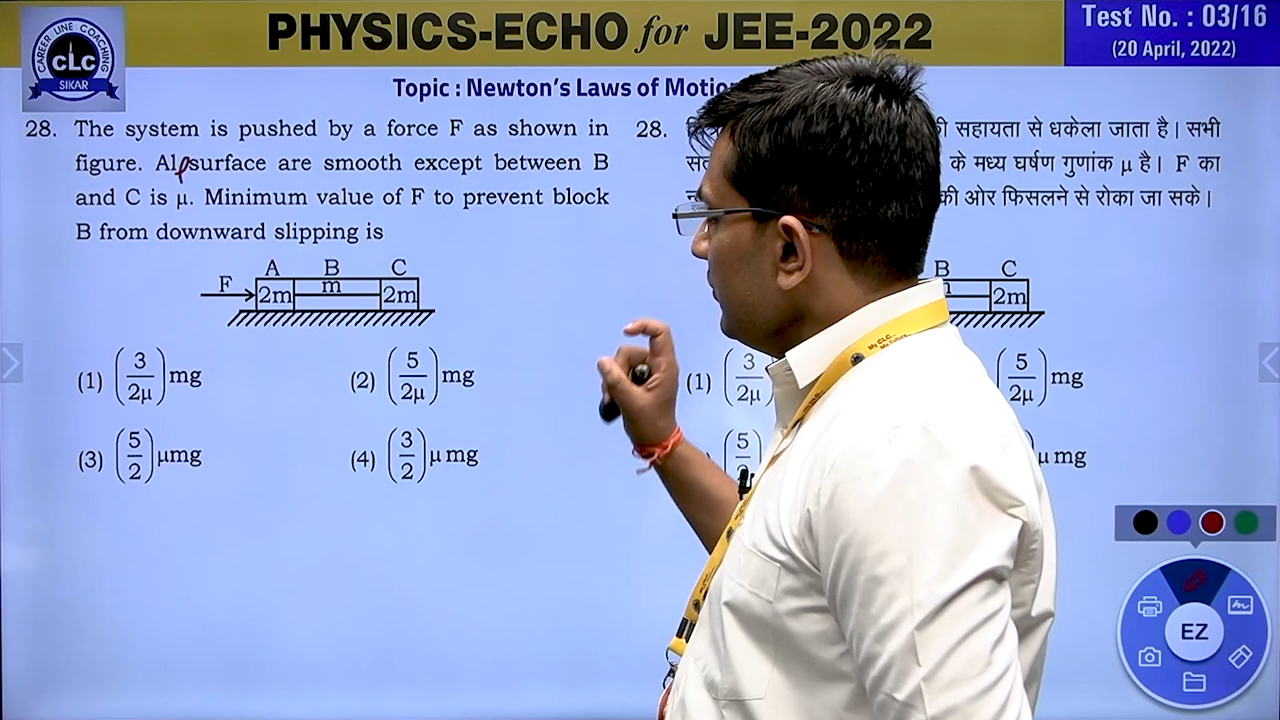 PHYSICS-ECHO for JEE-2022
Test No. : 03/16
(20 April, 2022)
CAREER LINE COACHING
CLC
SIKAR
Topic : Newton's Laws of Motion
28. The system is pushed by a force F as shown in
figure. All surface are smooth except between B
and C is μ. Minimum value of F to prevent block
B from downward slipping is
A B C
F 2m m 2m
(1) (3/2μ) mg (2) (5/2μ) mg
(3) (5/2) μmg (4) (3/2) μ mg
28. की सहायता से धकेला जाता है। सभी
के मध्य घर्षण गुणांक μ है। F का
की ओर फिसलने से रोका जा सके।
B C
2m
(1) (3/2μ) (5/2μ) mg
μ mg
EZ